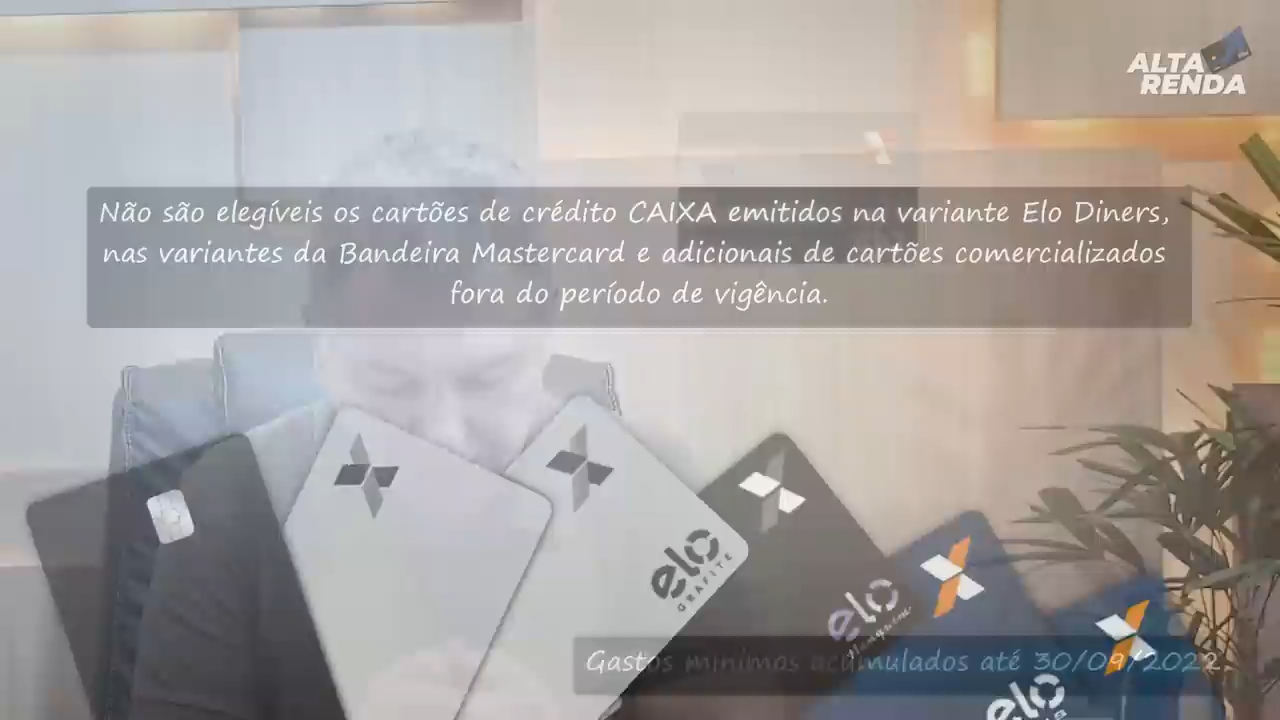 ALTA
RENDA
Não são elegíveis os cartões de crédito CAIXA emitidos na variante Elo Diners,
nas variantes da Bandeira Mastercard e adicionais de cartões comercializados
fora do período de vigência.
elo
GRAFITE
elo
Nanquim
Gastos mínimos acumulados até 30/09/2022.
elo